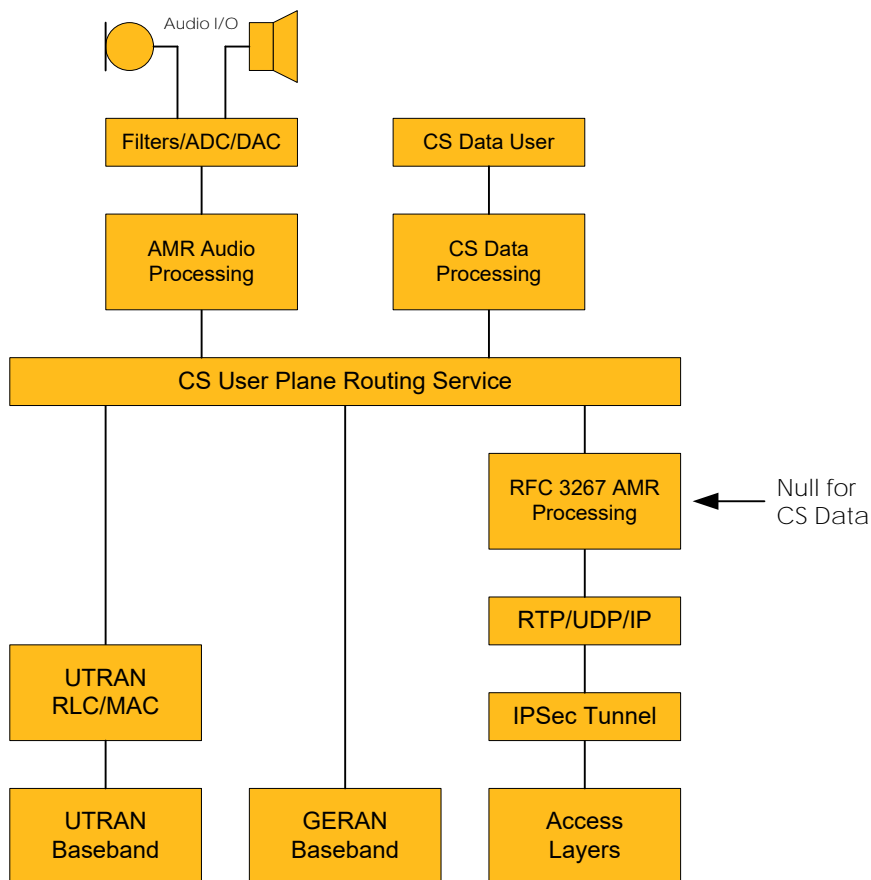 Audio I/O
Filters/ADC/DAC
CS Data User
AMR Audio
Processing
CS Data
Processing
CS User Plane Routing Service
RFC 3267 AMR
Processing
Null for
CS Data
RTP/UDP/IP
UTRAN
RLC/MAC
IPSec Tunnel
UTRAN
Baseband
GERAN
Baseband
Access
Layers